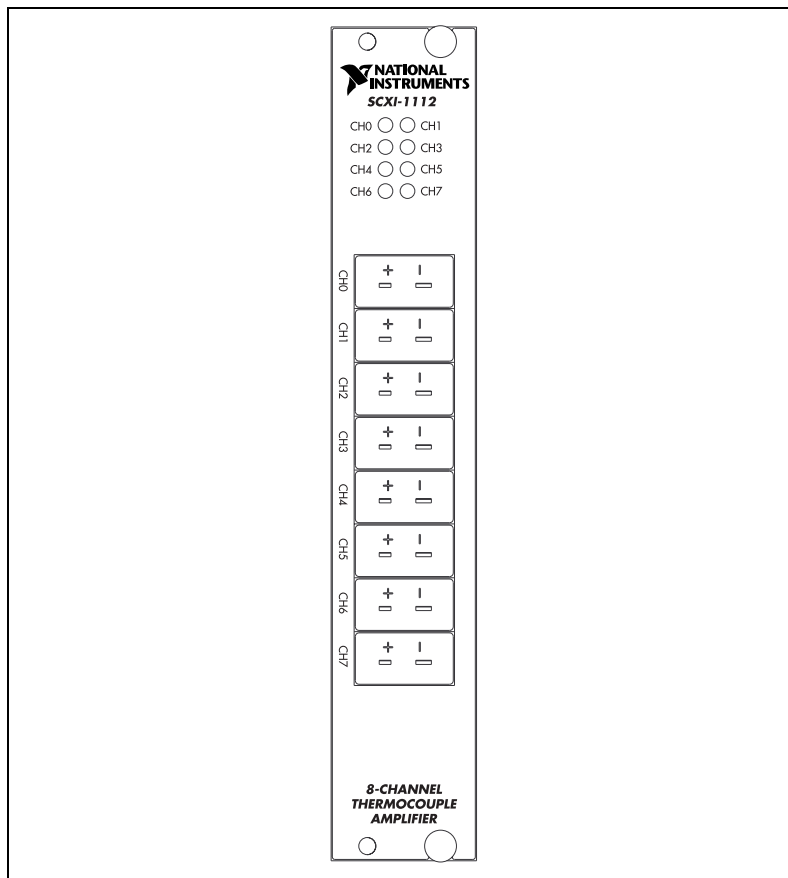 NATIONAL
INSTRUMENTS
SCXI-1112
CH0 CH1
CH2 CH3
CH4 CH5
CH6 CH7
CH0
+ −
CH1
+ −
CH2
+ −
CH3
+ −
CH4
+ −
CH5
+ −
CH6
+ −
CH7
+ −
8-CHANNEL
THERMOCOUPLE
AMPLIFIER